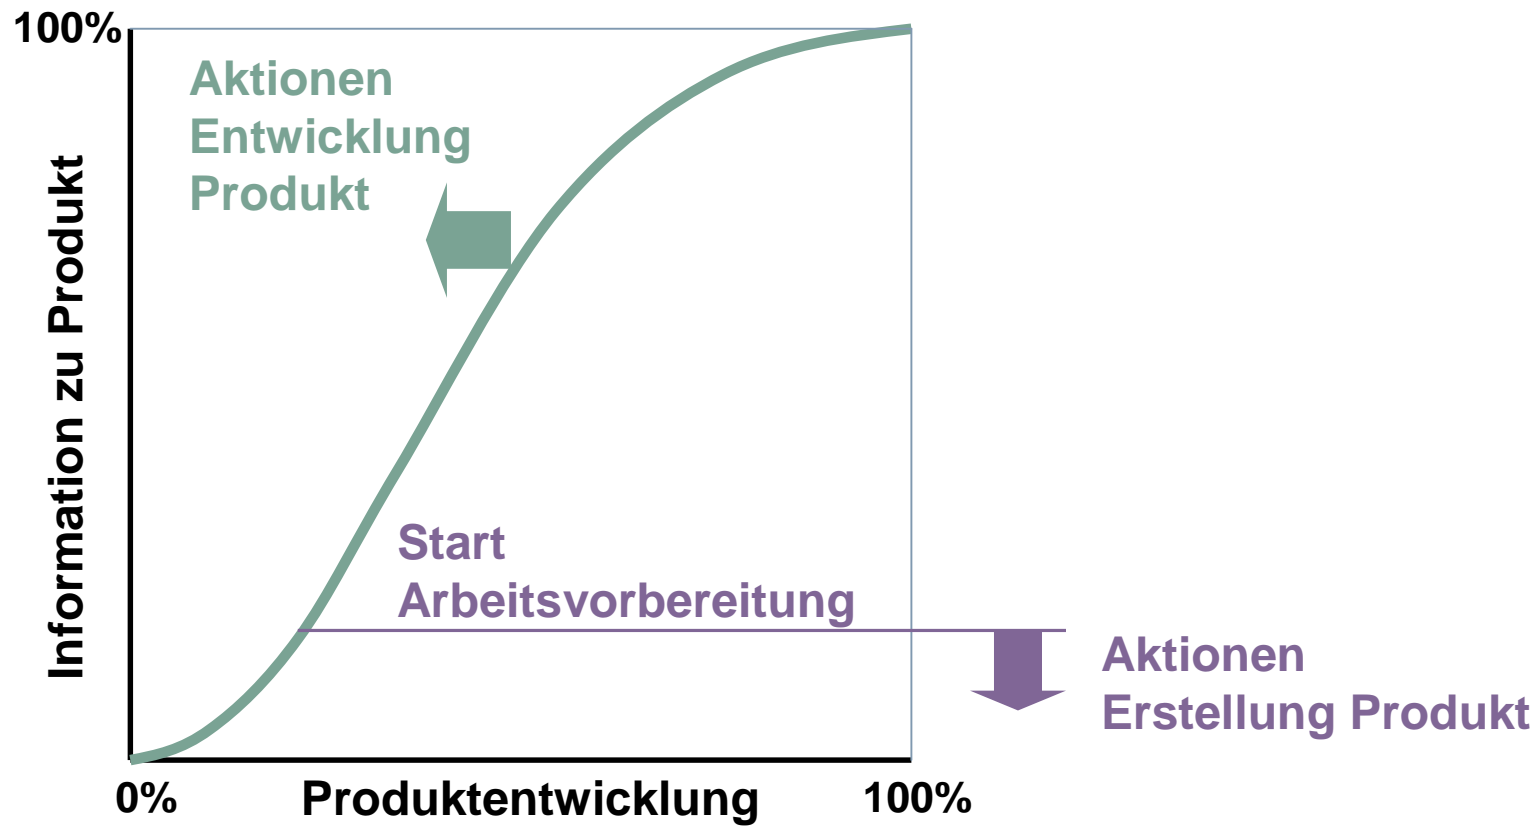 100%
Aktionen
Entwicklung
Produkt
Information zu Produkt
Start
Arbeitsvorbereitung
Aktionen
Erstellung Produkt
0%
Produktentwicklung
100%